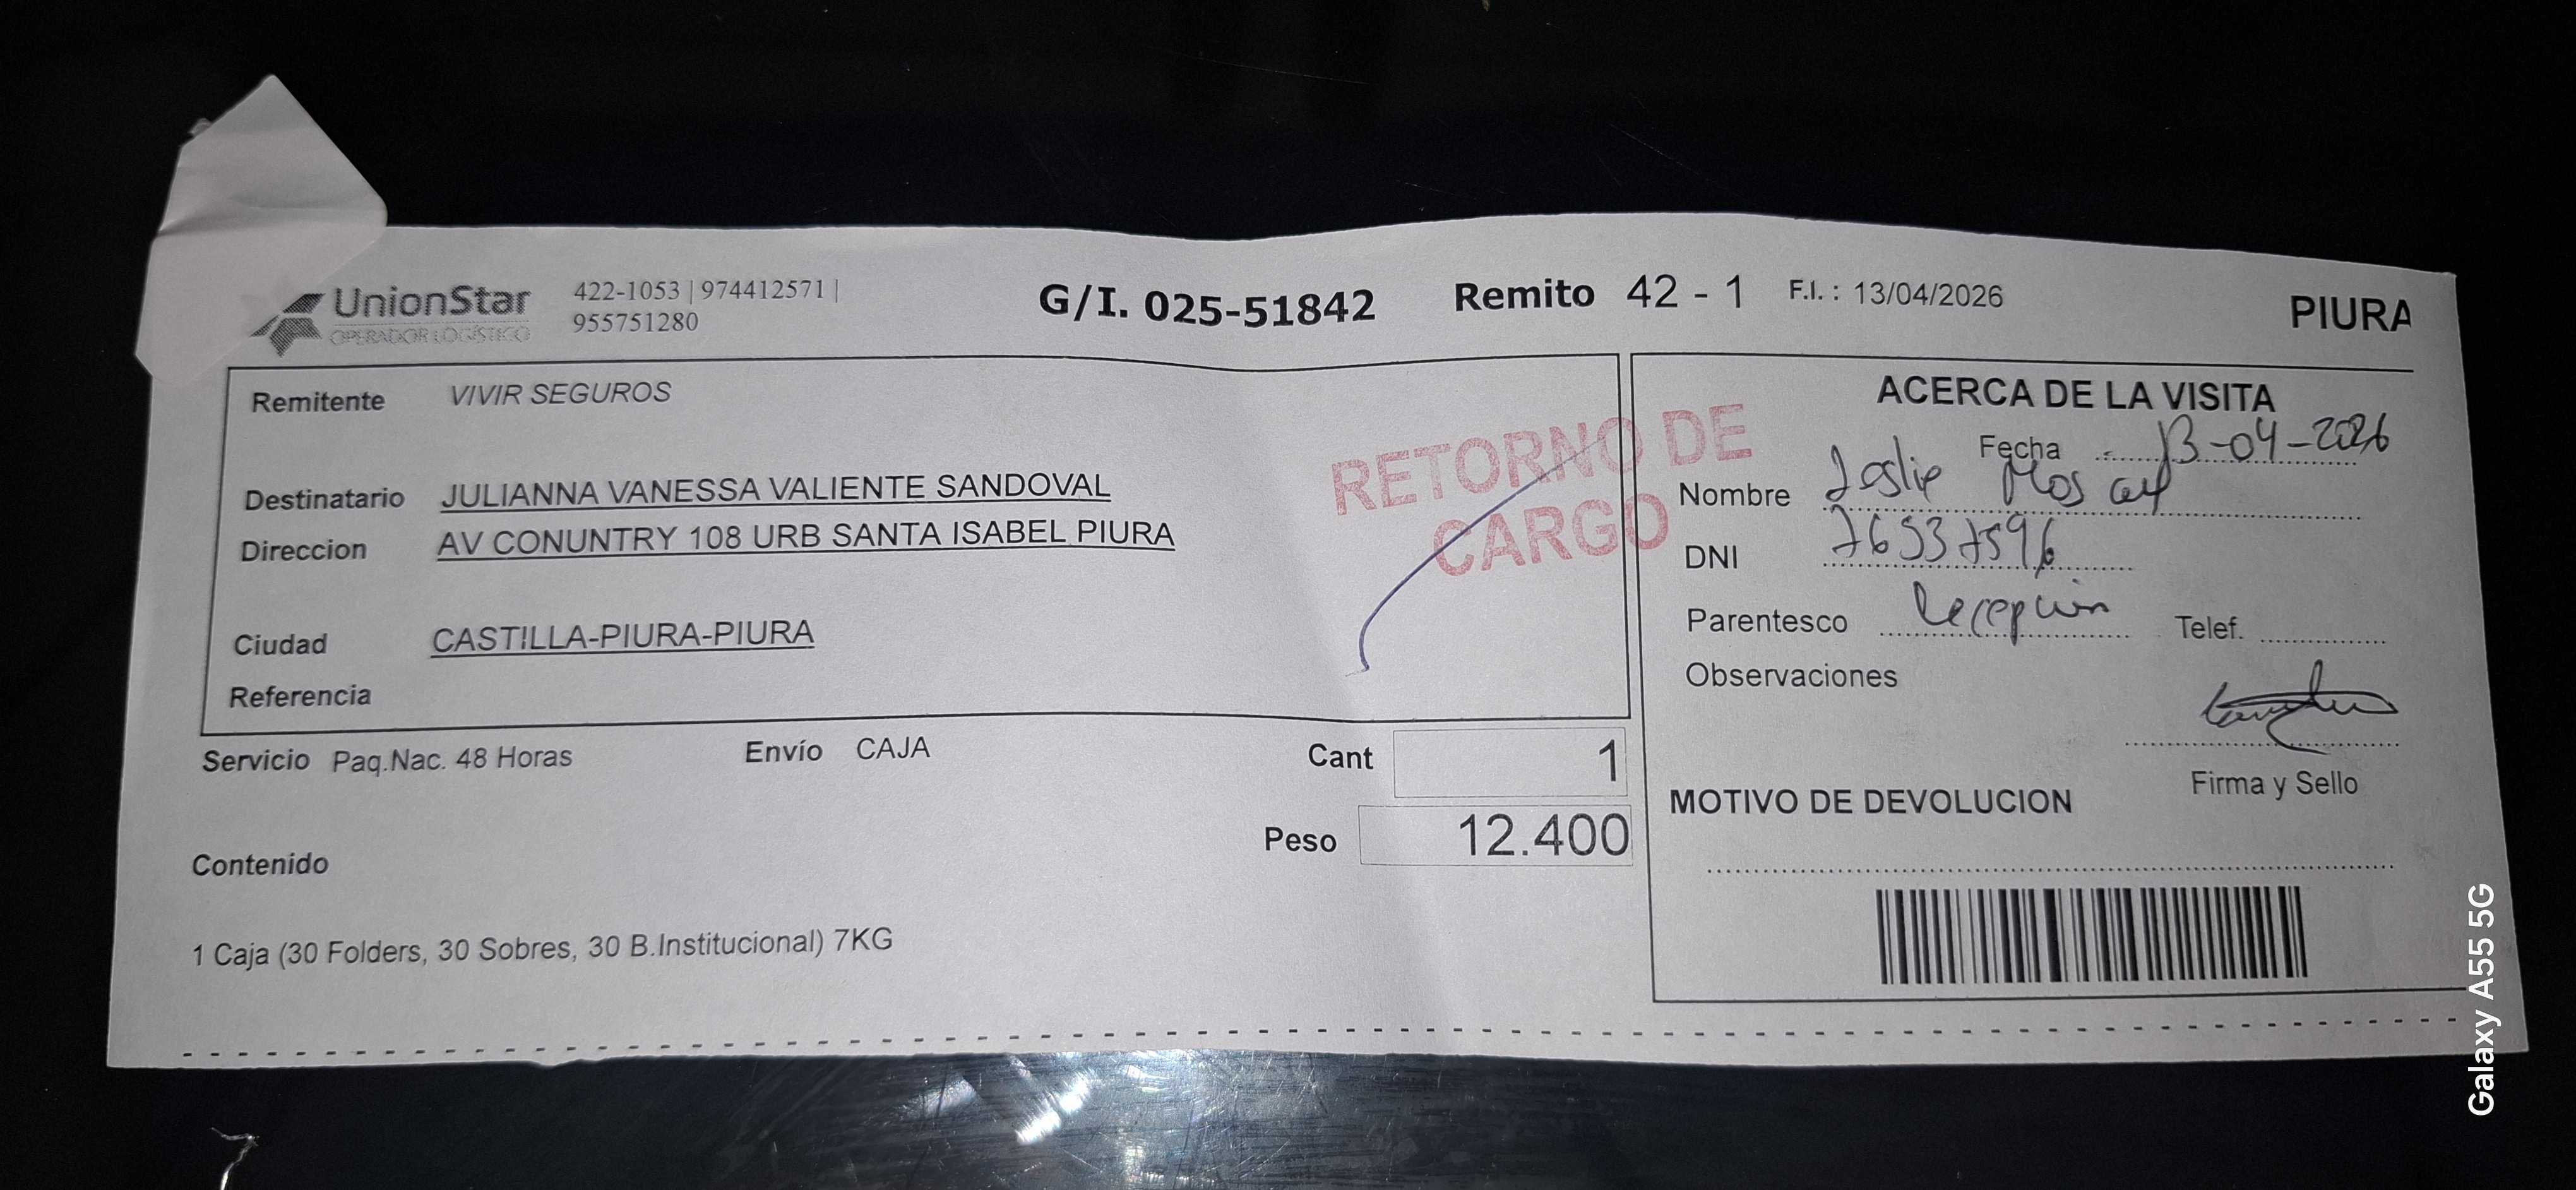 UnionStar
OPERADOR LOGÍSTICO
422-1053 | 974412571 |
955751280
G/I. 025-51842
Remito 42 - 1
F.I. : 13/04/2026
PIURA
Remitente VIVIR SEGUROS
Destinatario JULIANNA VANESSA VALIENTE SANDOVAL
Direccion AV CONUNTRY 108 URB SANTA ISABEL PIURA
Ciudad CASTILLA-PIURA-PIURA
Referencia
RETORNO DE
CARGO
Servicio Paq.Nac. 48 Horas
Envío CAJA
Cant 1
Peso 12.400
Contenido
1 Caja (30 Folders, 30 Sobres, 30 B.Institucional) 7KG
ACERCA DE LA VISITA
Fecha 13-04-2026
Nombre Leslie
DNI 76537596
Parentesco Recepción
Telef.
Observaciones
Firma y Sello
MOTIVO DE DEVOLUCION
Galaxy A55 5G